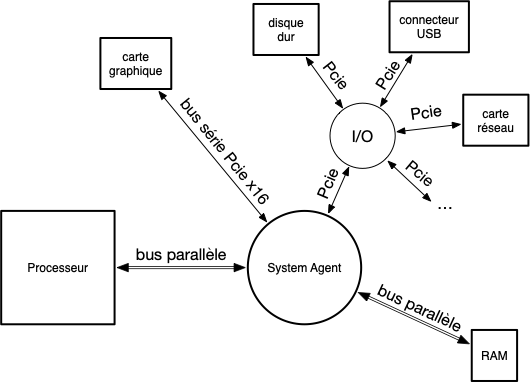 disque
dur
connecteur
USB
carte
graphique
Pcie
Pcie
carte
réseau
Pcie
I/O
bus série Pcie x16
Pcie
Pcie
...
Processeur
bus parallèle
System Agent
bus parallèle
RAM